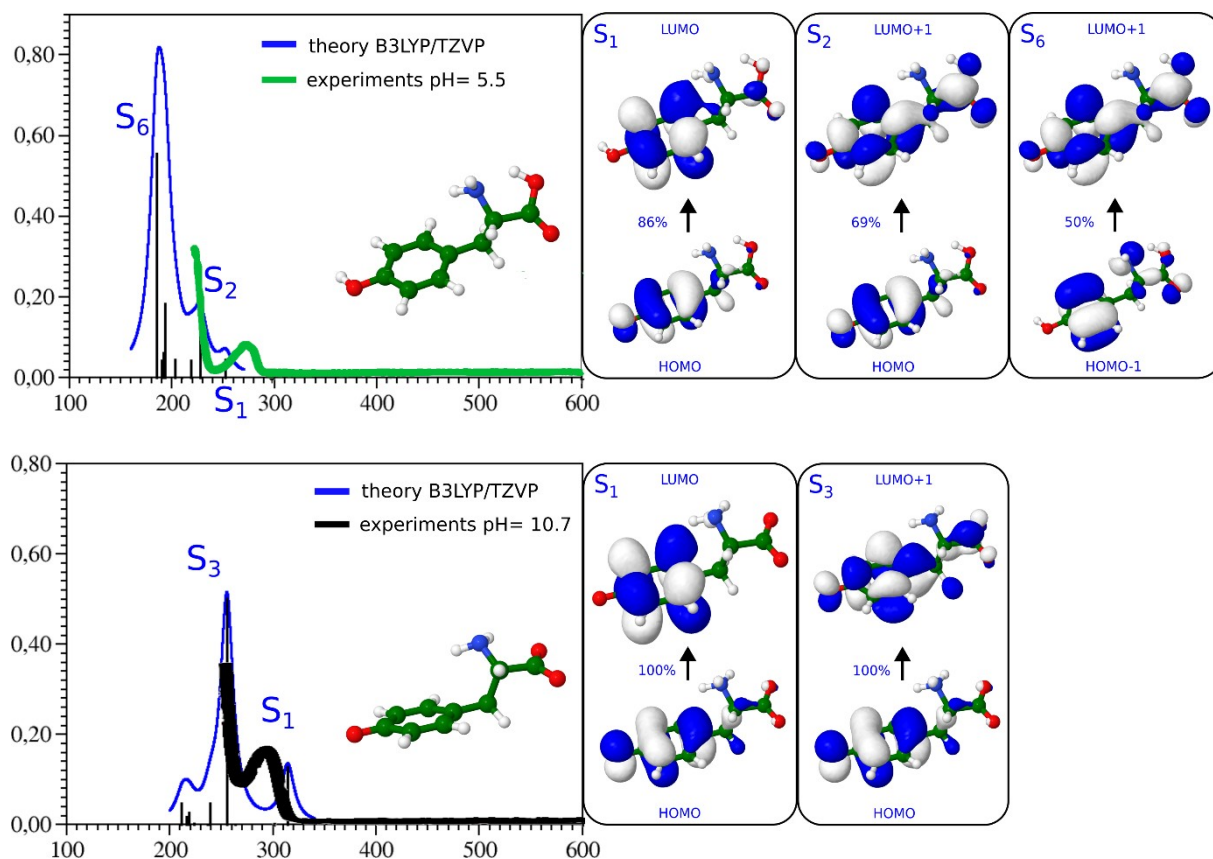 0,80
0,60
0,40
0,20
0,00
100 200 300 400 500 600
theory B3LYP/TZVP
experiments pH= 5.5
S6
S2
S1
S1
LUMO
86%
HOMO
S2
LUMO+1
69%
HOMO
S6
LUMO+1
50%
HOMO-1
0,80
0,60
0,40
0,20
0,00
100 200 300 400 500 600
theory B3LYP/TZVP
experiments pH= 10.7
S3
S1
S1
LUMO
100%
HOMO
S3
LUMO+1
100%
HOMO